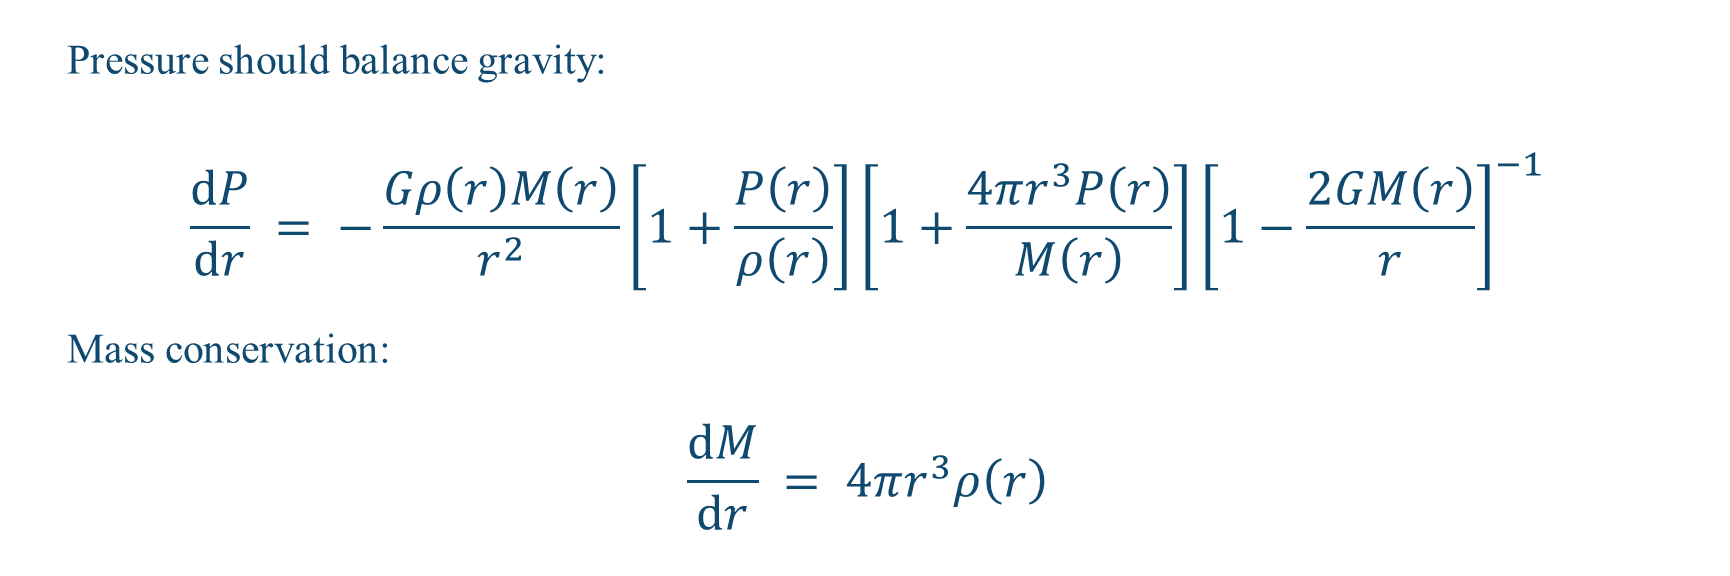 Pressure should balance gravity:
dP/dr = −Gρ(r)M(r)/r² [1 + P(r)/ρ(r)] [1 + 4πr³P(r)/M(r)] [1 − 2GM(r)/r]⁻¹
Mass conservation:
dM/dr = 4πr³ρ(r)